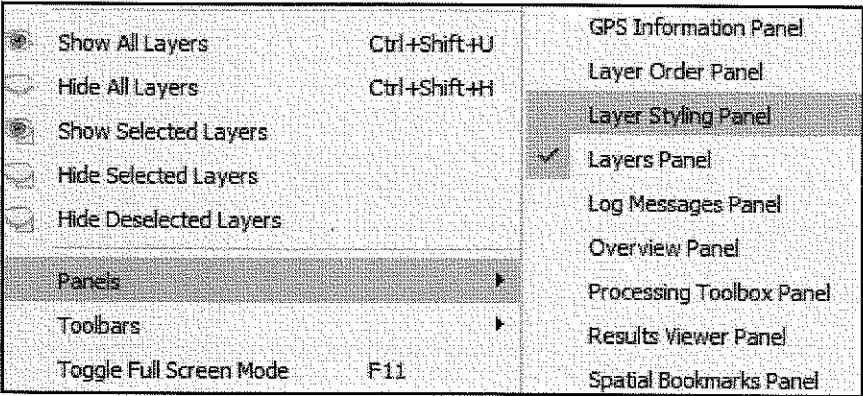 Show All Layers Ctrl+Shift+U
Hide All Layers Ctrl+Shift+H
Show Selected Layers
Hide Selected Layers
Hide Deselected Layers
Panels
Toolbars
Toggle Full Screen Mode F11
GPS Information Panel
Layer Order Panel
Layer Styling Panel
Layers Panel
Log Messages Panel
Overview Panel
Processing Toolbox Panel
Results Viewer Panel
Spatial Bookmarks Panel